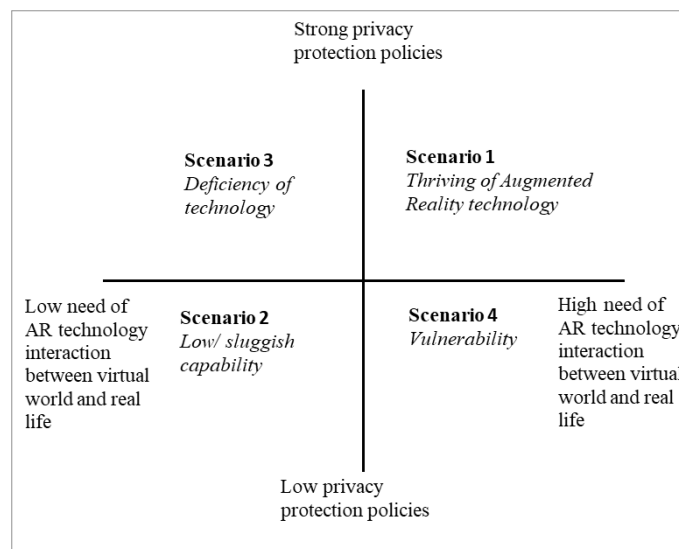 Strong privacy
protection policies
Scenario 3
Deficiency of
technology
Scenario 1
Thriving of Augmented
Reality technology
Low need of
AR technology
interaction
between virtual
world and real
life
Scenario 2
Low/ sluggish
capability
Scenario 4
Vulnerability
High need of
AR technology
interaction
between virtual
world and real
life
Low privacy
protection policies